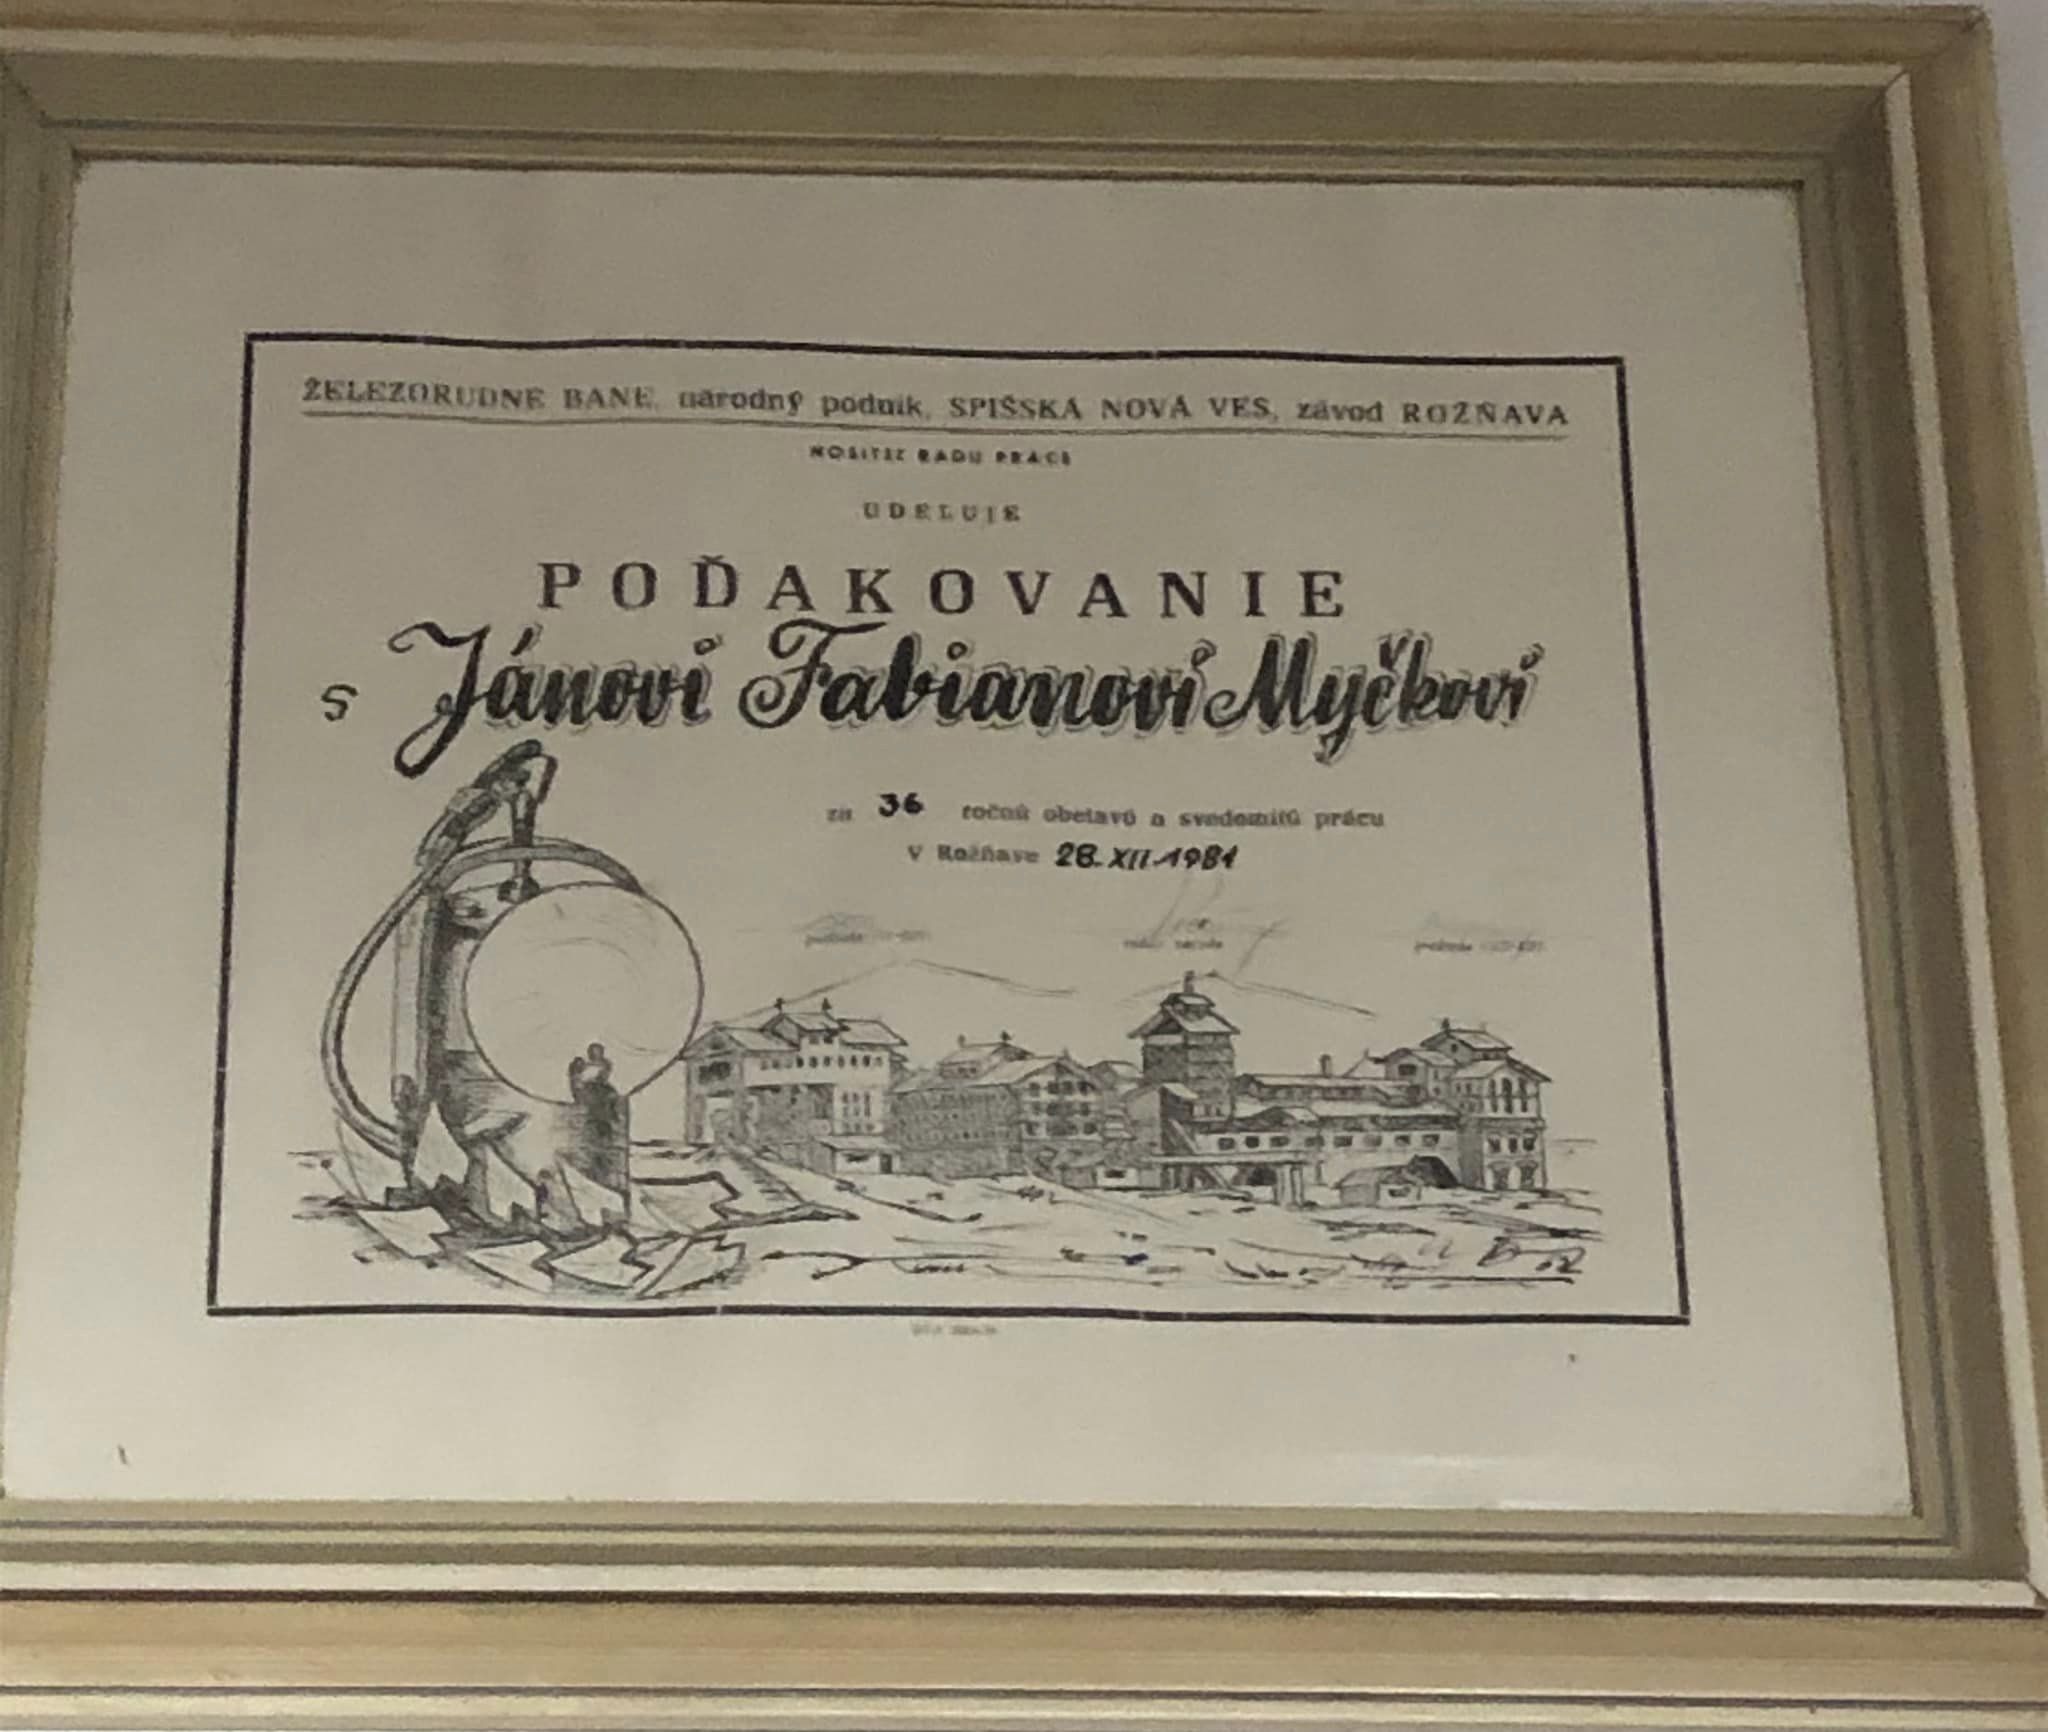 ŽELEZORUDNÉ BANE, národný podnik, SPIŠSKÁ NOVÁ VES, závod ROŽŇAVA
NOSITEĽ RADU PRÁCE
UDEĽUJE
POĎAKOVANIE
s Jánovi Fabianovi Myčkovi
za 36 ročnú obetavú a svedomitú prácu
V Rožňave 28. XII. 1981